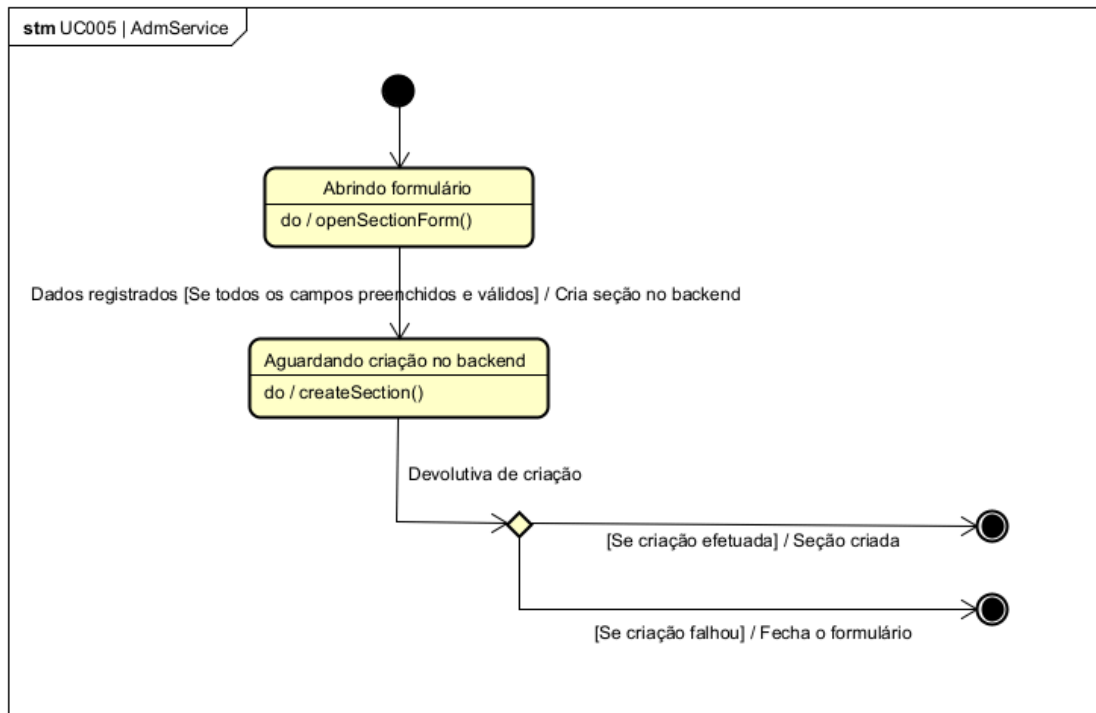 stm UC005 | AdmService
Abrindo formulário
do / openSectionForm()
Dados registrados [Se todos os campos preenchidos e válidos] / Cria seção no backend
Aguardando criação no backend
do / createSection()
Devolutiva de criação
[Se criação efetuada] / Seção criada
[Se criação falhou] / Fecha o formulário